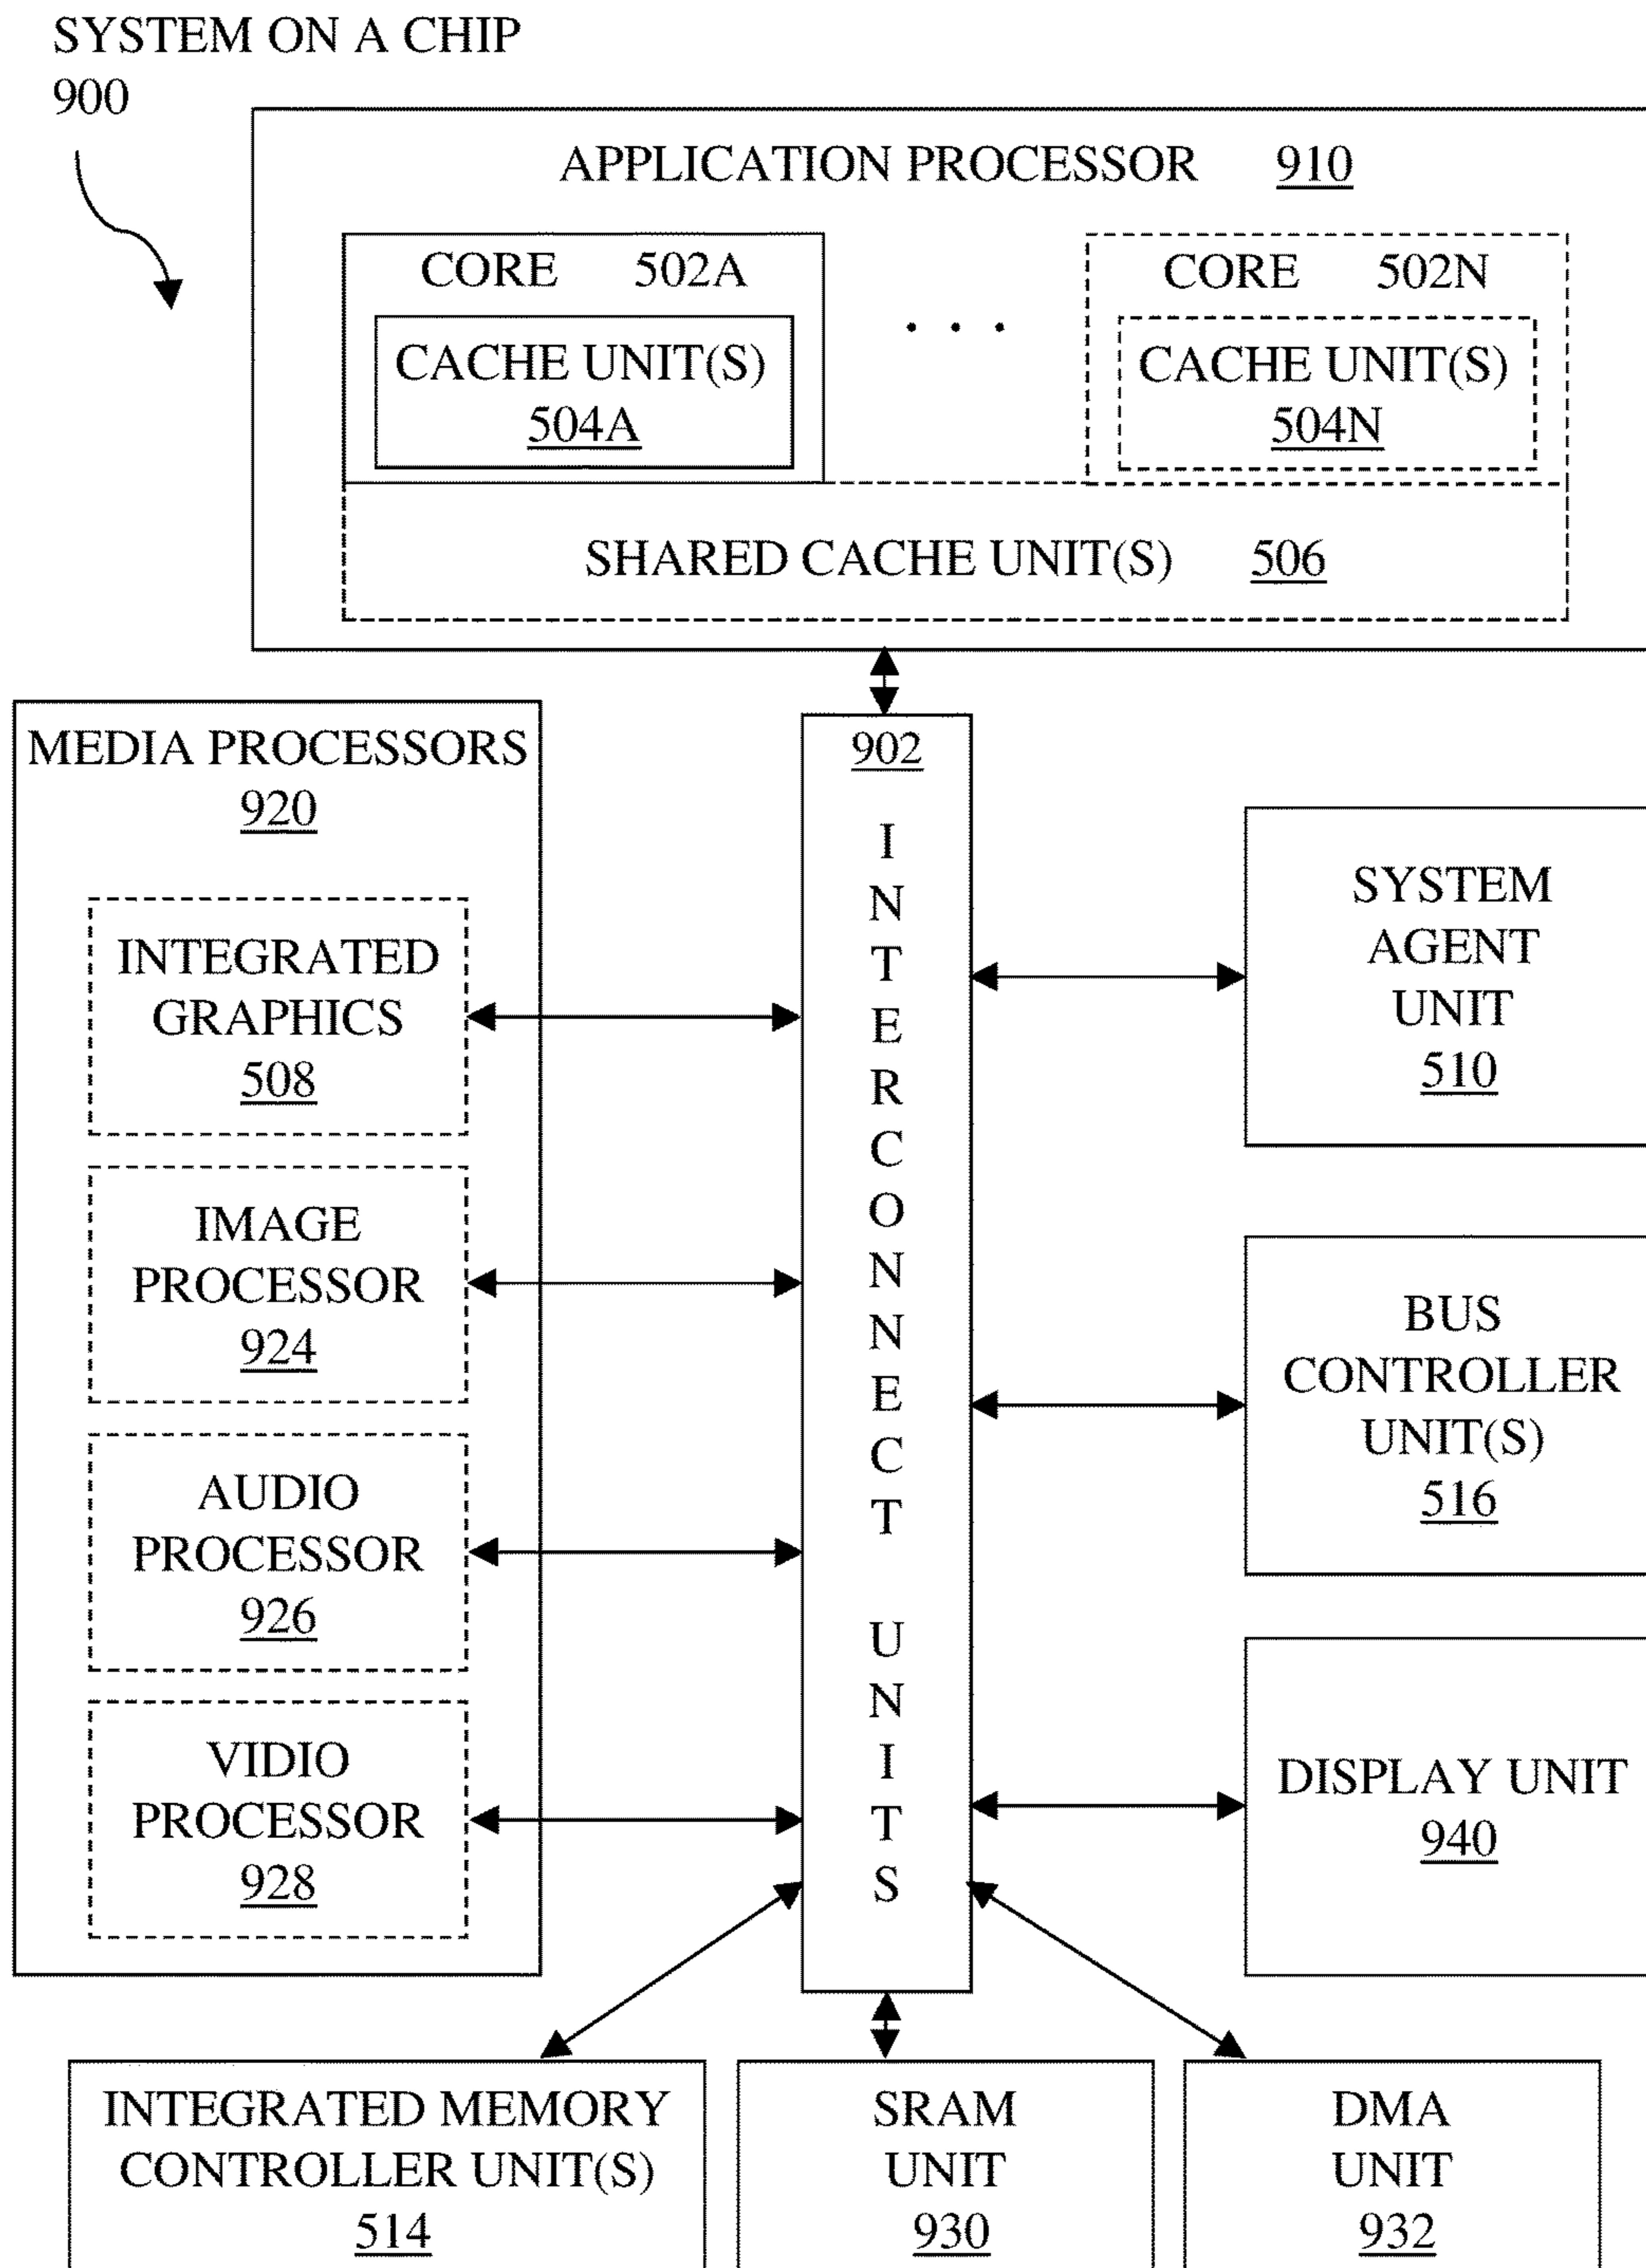 SYSTEM ON A CHIP
900
APPLICATION PROCESSOR 910
CORE 502A
CACHE UNIT(S)
504A
. . .
CORE 502N
CACHE UNIT(S)
504N
SHARED CACHE UNIT(S) 506
MEDIA PROCESSORS
920
INTEGRATED
GRAPHICS
508
IMAGE
PROCESSOR
924
AUDIO
PROCESSOR
926
VIDIO
PROCESSOR
928
902
INTERCONNECT UNITS
SYSTEM
AGENT
UNIT
510
BUS
CONTROLLER
UNIT(S)
516
DISPLAY UNIT
940
INTEGRATED MEMORY
CONTROLLER UNIT(S)
514
SRAM
UNIT
930
DMA
UNIT
932